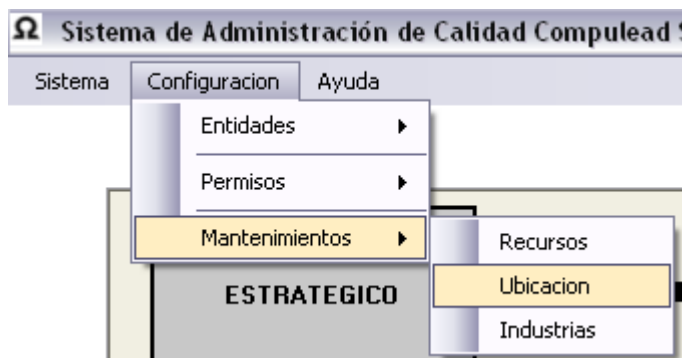 Ω Sistema de Administración de Calidad Compulead
Sistema Configuracion Ayuda
Entidades
Permisos
Mantenimientos
Recursos
ESTRATEGICO
Ubicacion
Industrias